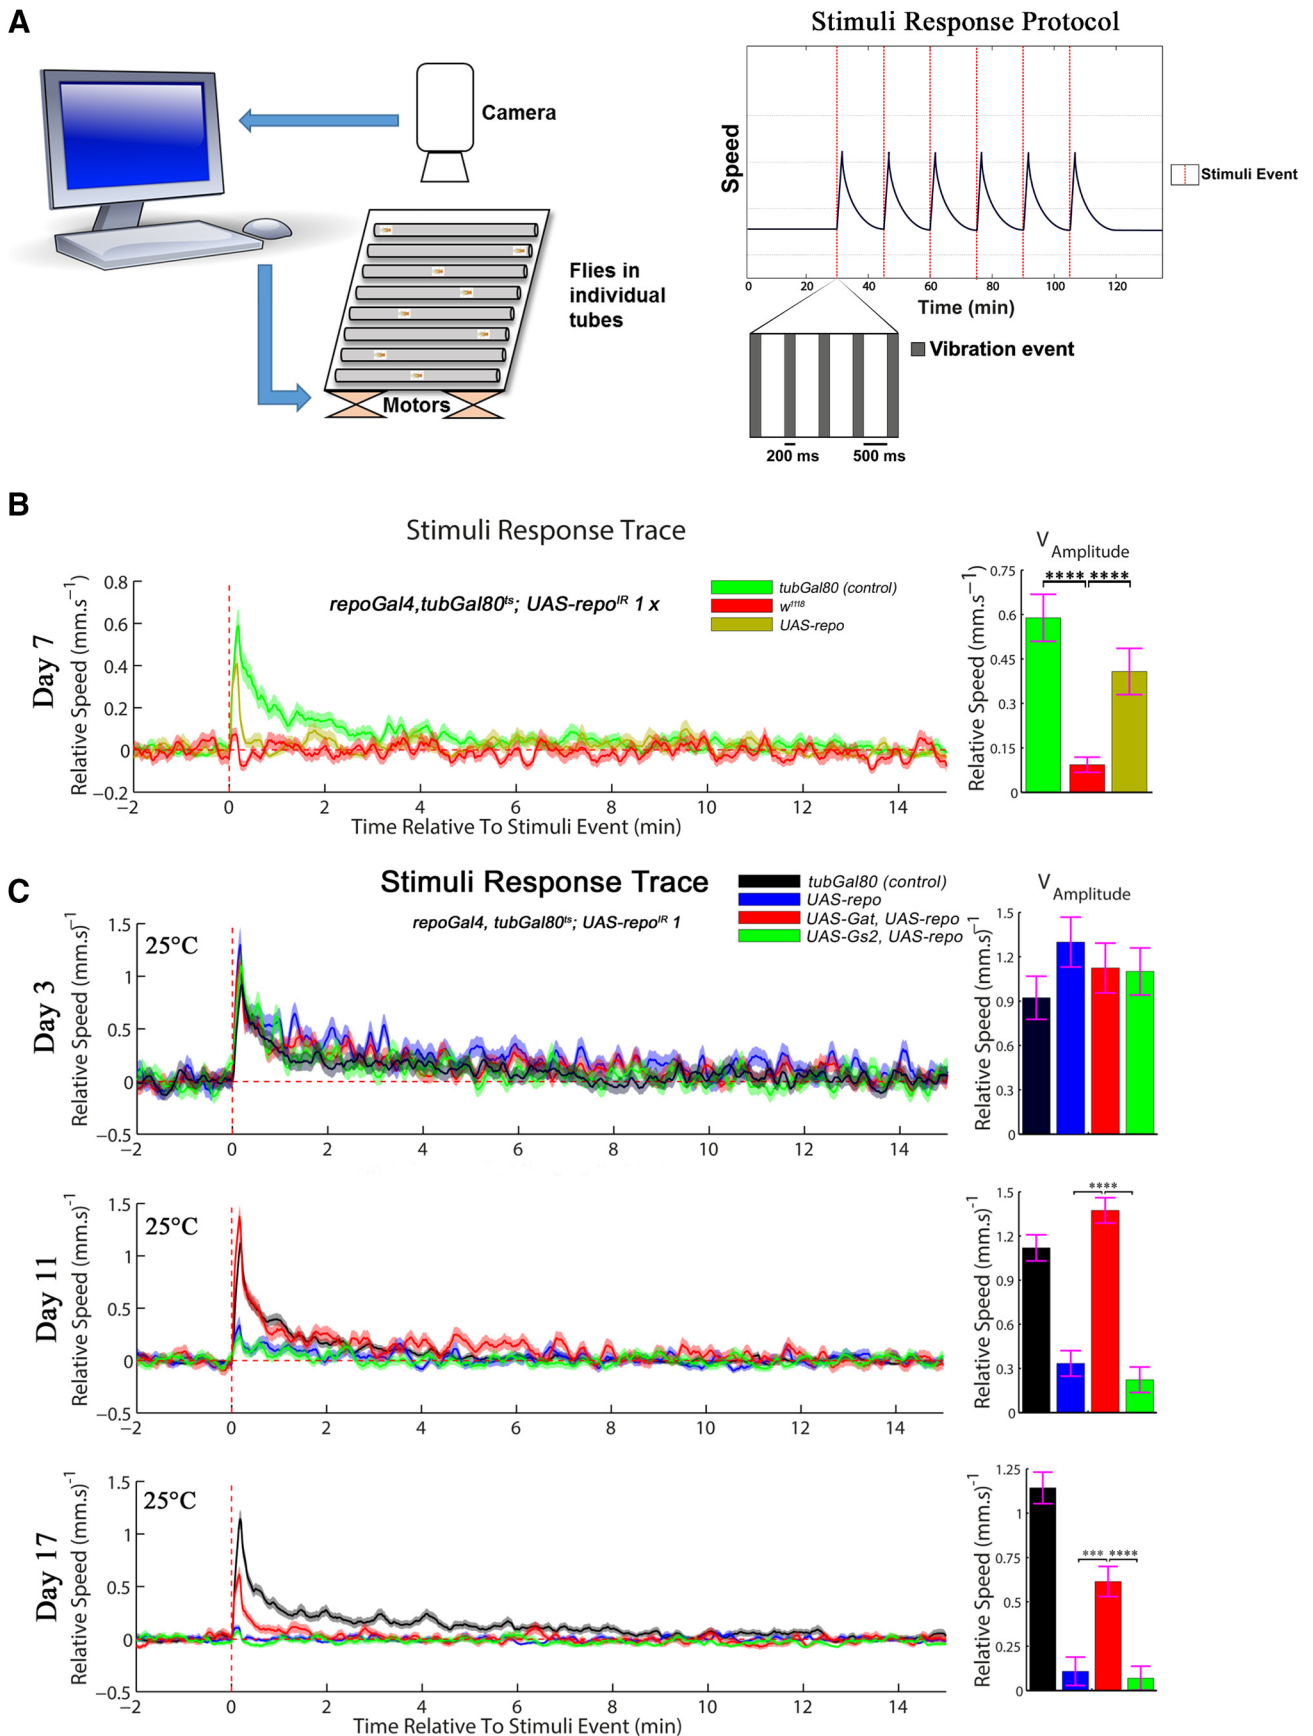 A
Stimuli Response Protocol
Camera
Flies in
individual
tubes
Motors
Speed
Stimuli Event
0 20 40 60 80 100 120
Time (min)
Vibration event
200 ms 500 ms
B
Stimuli Response Trace
Day 7
Relative Speed (mm.s⁻¹)
0.8
0.6
0.4
0.2
0
−0.2
repoGal4,tubGal80ᵗˢ; UAS-repoᴵᴿ 1 x
tubGal80 (control)
w¹¹¹⁸
UAS-repo
−2 0 2 4 6 8 10 12 14
Time Relative To Stimuli Event (min)
V Amplitude
**** ****
Relative Speed (mm.s⁻¹)
0.75
0.45
0.3
0.15
0
C
Stimuli Response Trace
repoGal4, tubGal80ᵗˢ; UAS-repoᴵᴿ 1
tubGal80 (control)
UAS-repo
UAS-Gat, UAS-repo
UAS-Gs2, UAS-repo
V Amplitude
Day 3
Relative Speed (mm.s)⁻¹
25°C
1.5
1
0.5
0
−0.5
−2 0 2 4 6 8 10 12 14
Relative Speed (mm.s)⁻¹
1.5
1.2
0.9
0.6
0.3
0
Day 11
Relative Speed (mm.s)⁻¹
25°C
1.5
1
0.5
0
−0.5
−2 0 2 4 6 8 10 12 14
****
Relative Speed (mm.s)⁻¹
1.5
1.2
0.9
0.6
0.3
0
Day 17
Relative Speed (mm.s)⁻¹
25°C
1.5
1
0.5
0
−0.5
−2 0 2 4 6 8 10 12 14
Time Relative To Stimuli Event (min)
*** ****
Relative Speed (mm.s)⁻¹
1.25
1
0.75
0.5
0.25
0